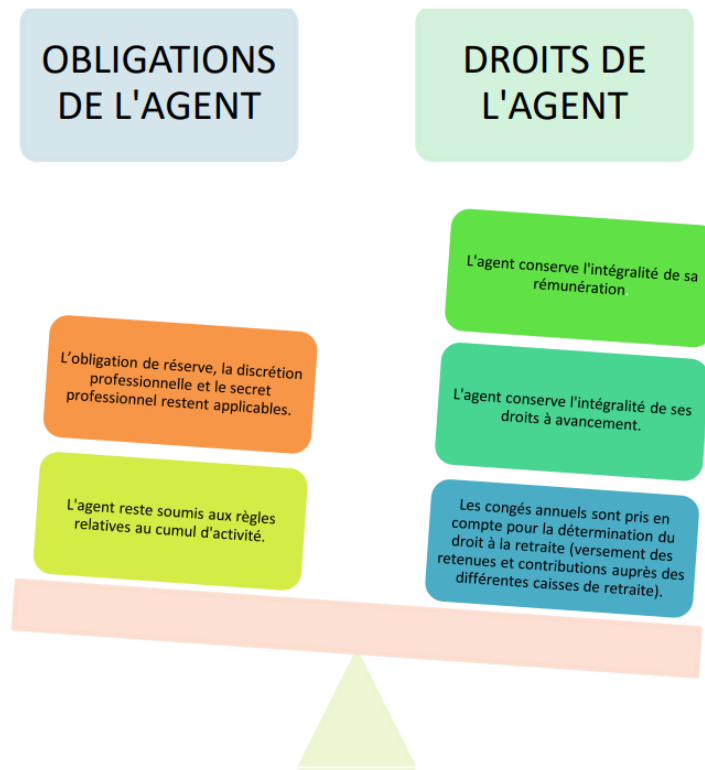 OBLIGATIONS
DE L'AGENT
DROITS DE
L'AGENT
L'agent conserve l'intégralité de sa
rémunération.
L’obligation de réserve, la discrétion
professionnelle et le secret
professionnel restent applicables.
L'agent conserve l'intégralité de ses
droits à avancement.
L'agent reste soumis aux règles
relatives au cumul d'activité.
Les congés annuels sont pris en
compte pour la détermination du
droit à la retraite (versement des
retenues et contributions auprès des
différentes caisses de retraite).